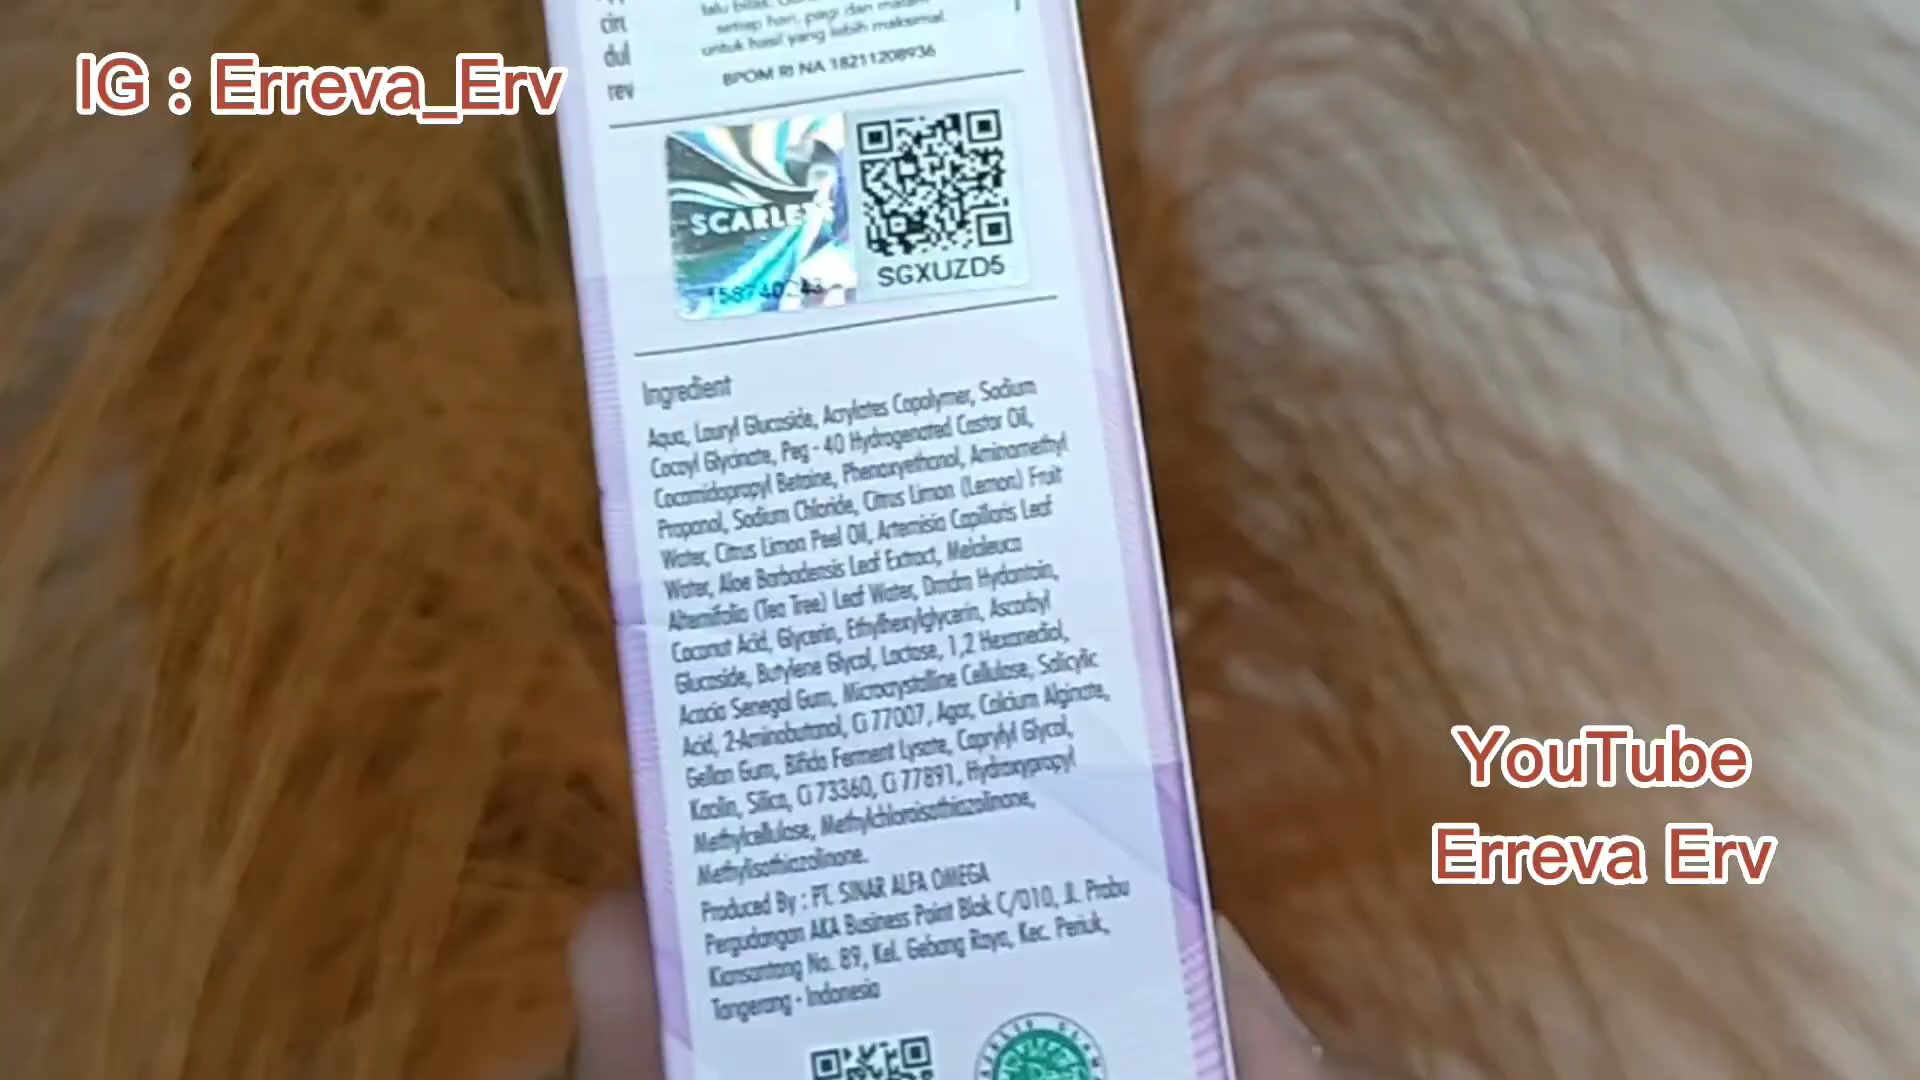 IG : Erreva_Erv
lalu bilas.
setiap hari, pagi dan malam
untuk hasil yang lebih maksimal.
BPOM RI NA 18211208936
dul
rev
SCARLETT
SGXUZD5
Ingredient
Aqua, Lauryl Glucoside, Acrylates Copolymer, Sodium
Cocoyl Glycinate, Peg - 40 Hydrogenated Castor Oil,
Cocamidopropyl Betaine, Phenoxyethanol, Aminomethyl
Propanol, Sodium Chloride, Citrus Limon (Lemon) Fruit
Water, Citrus Limon Peel Oil, Artemisia Capillaris Leaf
Water, Aloe Barbadensis Leaf Extract, Melaleuca
Alternifolia (Tea Tree) Leaf Water, Dmdm Hydantoin,
Coconut Acid, Glycerin, Ethylhexylglycerin, Ascorbyl
Glucoside, Butylene Glycol, Lactose, 1,2 Hexanediol,
Acacia Senegal Gum, Microcrystalline Cellulose, Salicylic
Acid, 2-Aminobutanol, Ci 77007, Agar, Calcium Alginate,
Gellan Gum, Bifida Ferment Lysate, Caprylyl Glycol,
Kaolin, Silica, Ci 73360, Ci 77891, Hydroxypropyl
Methylcellulose, Methylchloroisothiazolinone,
Methylisothiazolinone.
Produced By : PT. SINAR ALFA OMEGA
Pergudangan AKA Business Point Blok C/010, Jl. Prabu
Kiansantang No. 89, Kel. Gebang Raya, Kec. Periuk,
Tangerang - Indonesia
YouTube
Erreva Erv